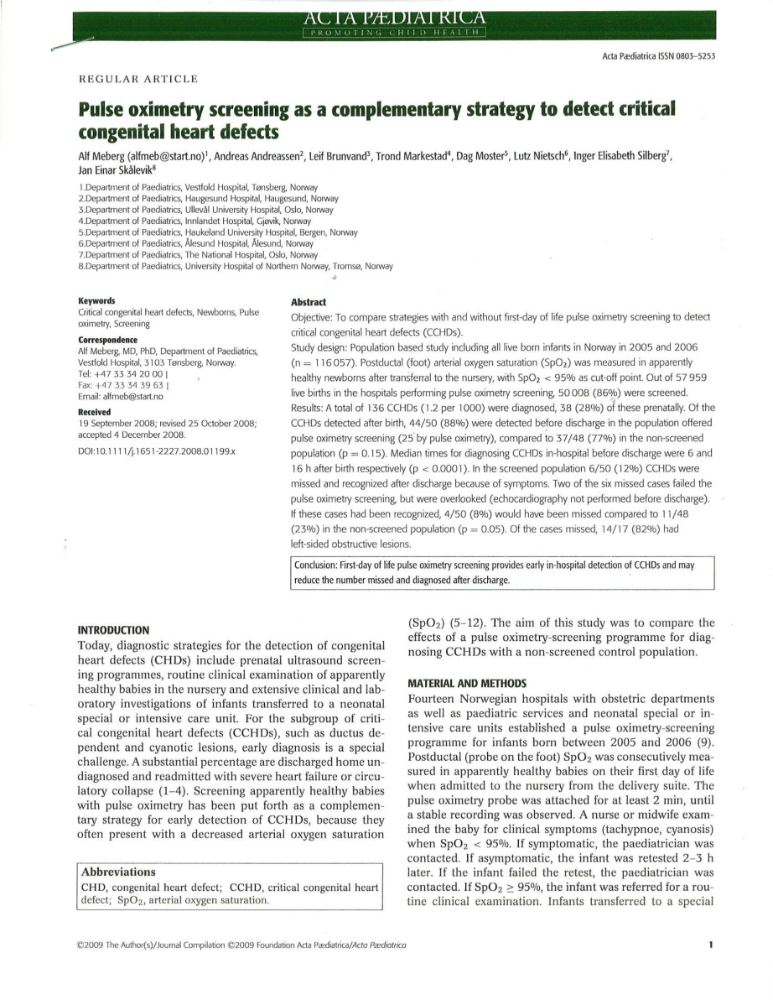 ACTA PÆDIATRICA
PROMOTING CHILD HEALTH
Acta Pædiatrica ISSN 0803–5253
REGULAR ARTICLE
Pulse oximetry screening as a complementary strategy to detect critical
congenital heart defects
Alf Meberg (alfmeb@start.no)1, Andreas Andreassen2, Leif Brunvand3, Trond Markestad4, Dag Moster5, Lutz Nietsch6, Inger Elisabeth Silberg7,
Jan Einar Skålevik8
1.Department of Paediatrics, Vestfold Hospital, Tønsberg, Norway
2.Department of Paediatrics, Haugesund Hospital, Haugesund, Norway
3.Department of Paediatrics, Ullevål University Hospital, Oslo, Norway
4.Department of Paediatrics, Innlandet Hospital, Gjøvik, Norway
5.Department of Paediatrics, Haukeland University Hospital, Bergen, Norway
6.Department of Paediatrics, Ålesund Hospital, Ålesund, Norway
7.Department of Paediatrics, The National Hospital, Oslo, Norway
8.Department of Paediatrics, University Hospital of Northern Norway, Tromsø, Norway
Keywords
Critical congenital heart defects, Newborns, Pulse
oximetry, Screening
Correspondence
Alf Meberg, MD, PhD, Department of Paediatrics,
Vestfold Hospital, 3103 Tønsberg, Norway.
Tel: +47 33 34 20 00 |
Fax: +47 33 34 39 63 |
Email: alfmeb@start.no
Received
19 September 2008; revised 25 October 2008;
accepted 4 December 2008.
DOI:10.1111/j.1651-2227.2008.01199.x
Abstract
Objective: To compare strategies with and without first-day of life pulse oximetry screening to detect
critical congenital heart defects (CCHDs).
Study design: Population based study including all live born infants in Norway in 2005 and 2006
(n = 116 057). Postductal (foot) arterial oxygen saturation (SpO2) was measured in apparently
healthy newborns after transferral to the nursery, with SpO2 < 95% as cut-off point. Out of 57 959
live births in the hospitals performing pulse oximetry screening, 50 008 (86%) were screened.
Results: A total of 136 CCHDs (1.2 per 1000) were diagnosed, 38 (28%) of these prenatally. Of the
CCHDs detected after birth, 44/50 (88%) were detected before discharge in the population offered
pulse oximetry screening (25 by pulse oximetry), compared to 37/48 (77%) in the non-screened
population (p = 0.15). Median times for diagnosing CCHDs in-hospital before discharge were 6 and
16 h after birth respectively (p < 0.0001). In the screened population 6/50 (12%) CCHDs were
missed and recognized after discharge because of symptoms. Two of the six missed cases failed the
pulse oximetry screening, but were overlooked (echocardiography not performed before discharge).
If these cases had been recognized, 4/50 (8%) would have been missed compared to 11/48
(23%) in the non-screened population (p = 0.05). Of the cases missed, 14/17 (82%) had
left-sided obstructive lesions.
Conclusion: First-day of life pulse oximetry screening provides early in-hospital detection of CCHDs and may
reduce the number missed and diagnosed after discharge.
INTRODUCTION
Today, diagnostic strategies for the detection of congenital
heart defects (CHDs) include prenatal ultrasound screen-
ing programmes, routine clinical examination of apparently
healthy babies in the nursery and extensive clinical and lab-
oratory investigations of infants transferred to a neonatal
special or intensive care unit. For the subgroup of criti-
cal congenital heart defects (CCHDs), such as ductus de-
pendent and cyanotic lesions, early diagnosis is a special
challenge. A substantial percentage are discharged home un-
diagnosed and readmitted with severe heart failure or circu-
latory collapse (1–4). Screening apparently healthy babies
with pulse oximetry has been put forth as a complemen-
tary strategy for early detection of CCHDs, because they
often present with a decreased arterial oxygen saturation
Abbreviations
CHD, congenital heart defect; CCHD, critical congenital heart
defect; SpO2, arterial oxygen saturation.
(SpO2) (5–12). The aim of this study was to compare the
effects of a pulse oximetry-screening programme for diag-
nosing CCHDs with a non-screened control population.
MATERIAL AND METHODS
Fourteen Norwegian hospitals with obstetric departments
as well as paediatric services and neonatal special or in-
tensive care units established a pulse oximetry-screening
programme for infants born between 2005 and 2006 (9).
Postductal (probe on the foot) SpO2 was consecutively mea-
sured in apparently healthy babies on their first day of life
when admitted to the nursery from the delivery suite. The
pulse oximetry probe was attached for at least 2 min, until
a stable recording was observed. A nurse or midwife exam-
ined the baby for clinical symptoms (tachypnoe, cyanosis)
when SpO2 < 95%. If symptomatic, the paediatrician was
contacted. If asymptomatic, the infant was retested 2–3 h
later. If the infant failed the retest, the paediatrician was
contacted. If SpO2 ≥ 95%, the infant was referred for a rou-
tine clinical examination. Infants transferred to a special
©2009 The Author(s)/Journal Compilation ©2009 Foundation Acta Pædiatrica/Acta Pædiatrica
1